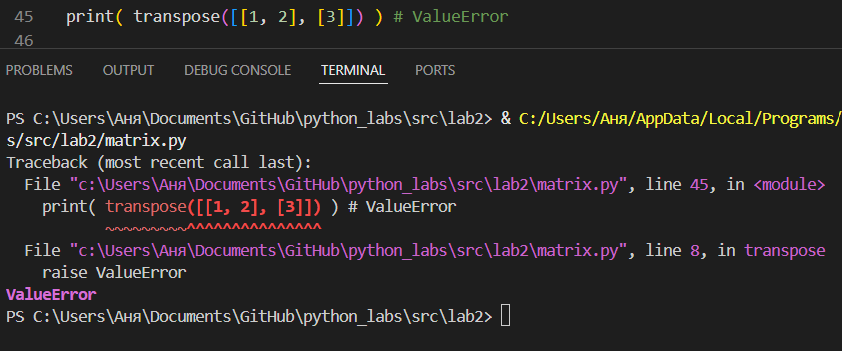 45 print( transpose([[1, 2], [3]]) ) # ValueError
46
PROBLEMS OUTPUT DEBUG CONSOLE TERMINAL PORTS
PS C:\Users\Аня\Documents\GitHub\python_labs\src\lab2> & C:/Users/Аня/AppData/Local/Programs/
s/src/lab2/matrix.py
Traceback (most recent call last):
  File "c:\Users\Аня\Documents\GitHub\python_labs\src\lab2\matrix.py", line 45, in <module>
    print( transpose([[1, 2], [3]]) ) # ValueError
           ~~~~~~~~~^^^^^^^^^^^^^^^
  File "c:\Users\Аня\Documents\GitHub\python_labs\src\lab2\matrix.py", line 8, in transpose
    raise ValueError
ValueError
PS C:\Users\Аня\Documents\GitHub\python_labs\src\lab2>